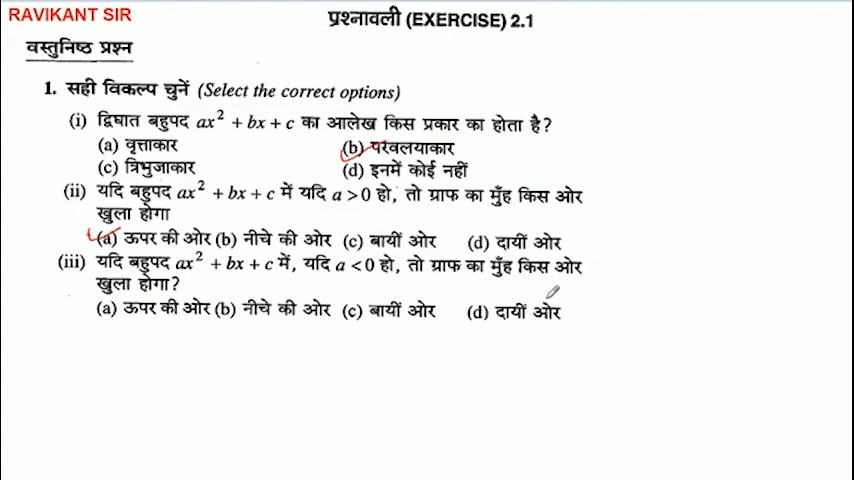 RAVIKANT SIR
प्रश्नावली (EXERCISE) 2.1
वस्तुनिष्ठ प्रश्न
1. सही विकल्प चुनें (Select the correct options)
(i) द्विघात बहुपद ax² + bx + c का आलेख किस प्रकार का होता है?
(a) वृत्ताकार (b) परवलयाकार
(c) त्रिभुजाकार (d) इनमें कोई नहीं
(ii) यदि बहुपद ax² + bx + c में यदि a > 0 हो, तो ग्राफ का मुँह किस ओर
खुला होगा
(a) ऊपर की ओर (b) नीचे की ओर (c) बायीं ओर (d) दायीं ओर
(iii) यदि बहुपद ax² + bx + c में, यदि a < 0 हो, तो ग्राफ का मुँह किस ओर
खुला होगा?
(a) ऊपर की ओर (b) नीचे की ओर (c) बायीं ओर (d) दायीं ओर